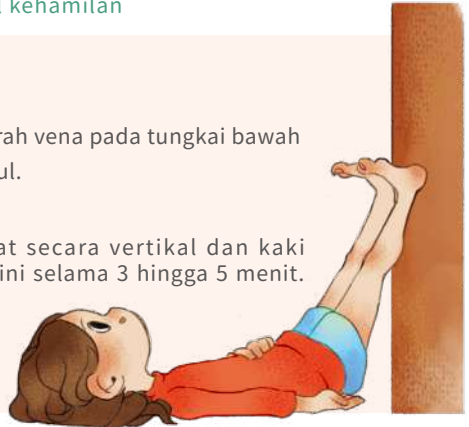 kehamilan
rah vena pada tungkai bawah
ul.
at secara vertikal dan kaki
ini selama 3 hingga 5 menit.